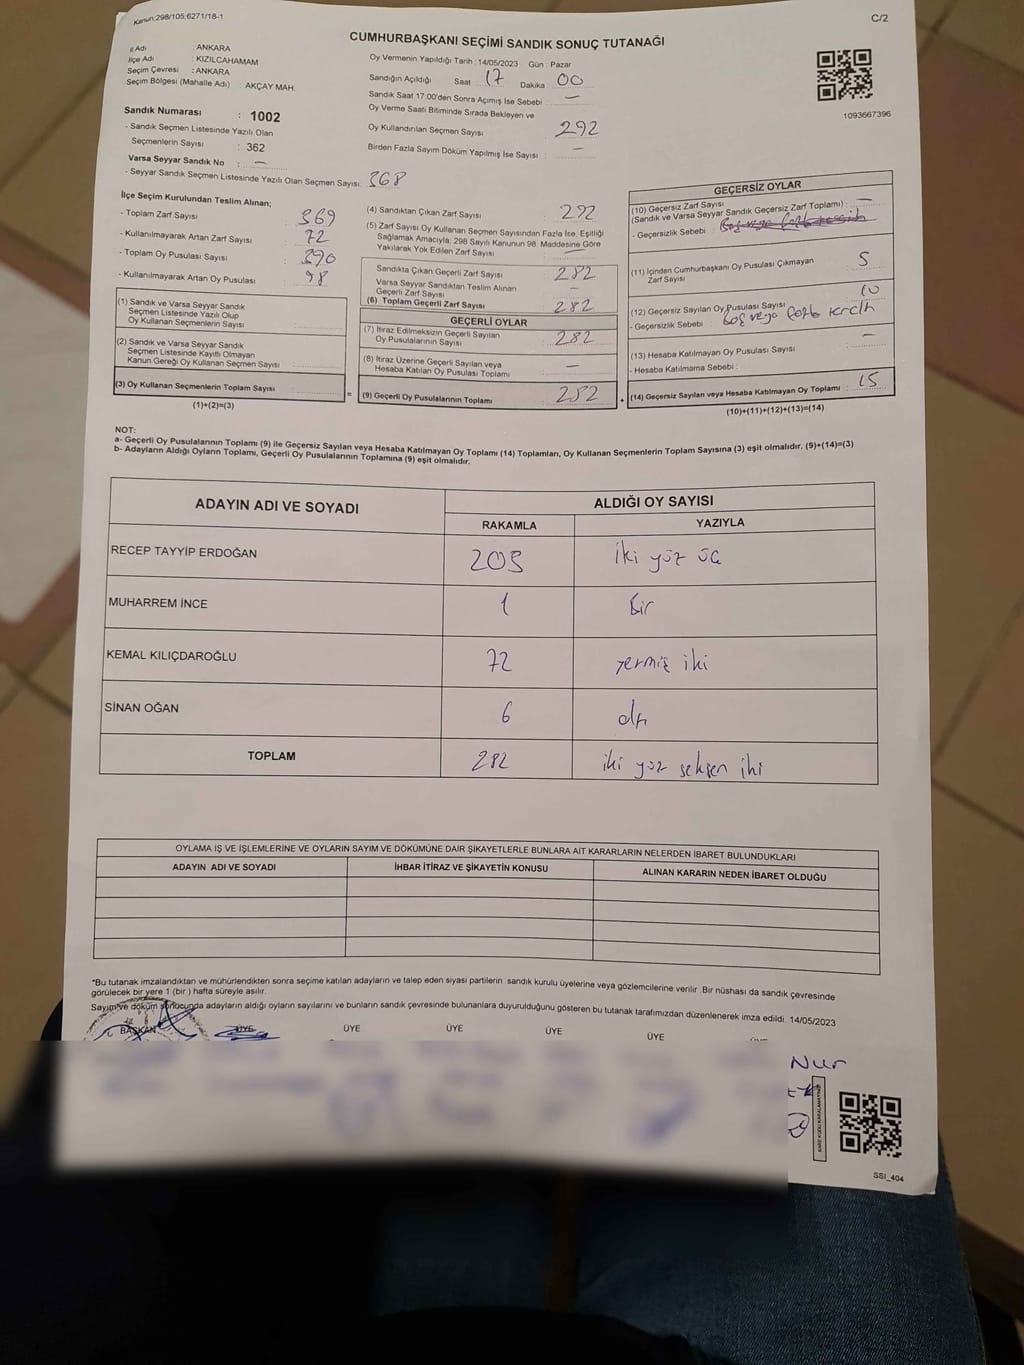 Kanun:298/105;6271/18-1
C/2
CUMHURBAŞKANI SEÇİMİ SANDIK SONUÇ TUTANAĞI
İl Adı : ANKARA
İlçe Adı : KIZILCAHAMAM
Seçim Çevresi : ANKARA
Seçim Bölgesi (Mahalle Adı) : AKÇAY MAH.
Oy Vermenin Yapıldığı Tarih : 14/05/2023 Gün : Pazar
Sandığın Açıldığı Saat 17 Dakika : 00
Sandık Saat 17:00'den Sonra Açımış İse Sebebi : —
Oy Verme Saati Bitiminde Sırada Bekleyen ve
Oy Kullandırılan Seçmen Sayısı 292
Birden Fazla Sayım Döküm Yapılmış İse Sayısı : —
1093667396
Sandık Numarası : 1002
- Sandık Seçmen Listesinde Yazılı Olan
Seçmenlerin Sayısı : 362
Varsa Seyyar Sandık No : —
- Seyyar Sandık Seçmen Listesinde Yazılı Olan Seçmen Sayısı: 368
İlçe Seçim Kurulundan Teslim Alınan;
- Toplam Zarf Sayısı 369
- Kullanılmayarak Artan Zarf Sayısı : 72
- Toplam Oy Pusulası Sayısı : 390
- Kullanılmayarak Artan Oy Pusulası : 98
(1) Sandık ve Varsa Seyyar Sandık
Seçmen Listesinde Yazılı Olup
Oy Kullanan Seçmenlerin Sayısı :
(2) Sandık ve Varsa Seyyar Sandık
Seçmen Listesinde Kayıtlı Olmayan
Kanun Gereği Oy Kullanan Seçmen Sayısı :
(3) Oy Kullanan Seçmenlerin Toplam Sayısı :
(1)+(2)=(3)
(4) Sandıktan Çıkan Zarf Sayısı : 292
(5) Zarf Sayısı Oy Kullanan Seçmen Sayısından Fazla İse, Eşitliği
Sağlamak Amacıyla, 298 Sayılı Kanunun 98. Maddesine Göre
Yakılarak Yok Edilen Zarf Sayısı : —
Sandıkta Çıkan Geçerli Zarf Sayısı : 282
Varsa Seyyar Sandıktan Teslim Alınan
Geçerli Zarf Sayısı : —
(6) Toplam Geçerli Zarf Sayısı : 282
GEÇERLİ OYLAR
(7) İtiraz Edilmeksizin Geçerli Sayılan
Oy Pusulalarının Sayısı : 282
(8) İtiraz Üzerine Geçerli Sayılan veya
Hesaba Katılan Oy Pusulası Toplamı : —
(9) Geçerli Oy Pusulalarının Toplamı : 282
GEÇERSİZ OYLAR
(10) Geçersiz Zarf Sayısı
(Sandık ve Varsa Seyyar Sandık Geçersiz Zarf Toplamı) : —
- Geçersizlik Sebebi :
(11) İçinden Cumhurbaşkanı Oy Pusulası Çıkmayan
Zarf Sayısı : 5
(12) Geçersiz Sayılan Oy Pusulası Sayısı : 10
- Geçersizlik Sebebi : boş veya
(13) Hesaba Katılmayan Oy Pusulası Sayısı : —
- Hesaba Katılmama Sebebi :
(14) Geçersiz Sayılan veya Hesaba Katılmayan Oy Toplamı : 15
(10)+(11)+(12)+(13)=(14)
NOT:
a- Geçerli Oy Pusulalarının Toplamı (9) ile Geçersiz Sayılan veya Hesaba Katılmayan Oy Toplamı (14) Toplamları, Oy Kullanan Seçmenlerin Toplam Sayısına (3) eşit olmalıdır. (9)+(14)=(3)
b- Adayların Aldığı Oyların Toplamı, Geçerli Oy Pusulalarının Toplamına (9) eşit olmalıdır.
ADAYIN ADI VE SOYADI ALDIĞI OY SAYISI
RAKAMLA YAZIYLA
RECEP TAYYİP ERDOĞAN 203 iki yüz üç
MUHARREM İNCE 1 bir
KEMAL KILIÇDAROĞLU 72 yetmiş iki
SİNAN OĞAN 6 altı
TOPLAM 282 iki yüz seksen iki
OYLAMA İŞ VE İŞLEMLERİNE VE OYLARIN SAYIM VE DÖKÜMÜNE DAİR ŞİKAYETLERLE BUNLARA AİT KARARLARIN NELERDEN İBARET BULUNDUKLARI
ADAYIN ADI VE SOYADI İHBAR İTİRAZ VE ŞİKAYETİN KONUSU ALINAN KARARIN NEDEN İBARET OLDUĞU
*Bu tutanak imzalandıktan ve mühürlendikten sonra seçime katılan adayların ve talep eden siyasi partilerin sandık kurulu üyelerine veya gözlemcilerine verilir .Bir nüshası da sandık çevresinde
görülecek bir yere 1 (bir ) hafta süreyle asılır.
Sayım ve döküm sonucunda adayların aldığı oyların sayılarını ve bunların sandık çevresinde bulunanlara duyurulduğunu gösteren bu tutanak tarafımızdan düzenlenerek imza edildi. 14/05/2023
BAŞKAN ÜYE ÜYE ÜYE ÜYE ÜYE
Nur
KARE KODU KARALAMAYINIZ
SSI_404